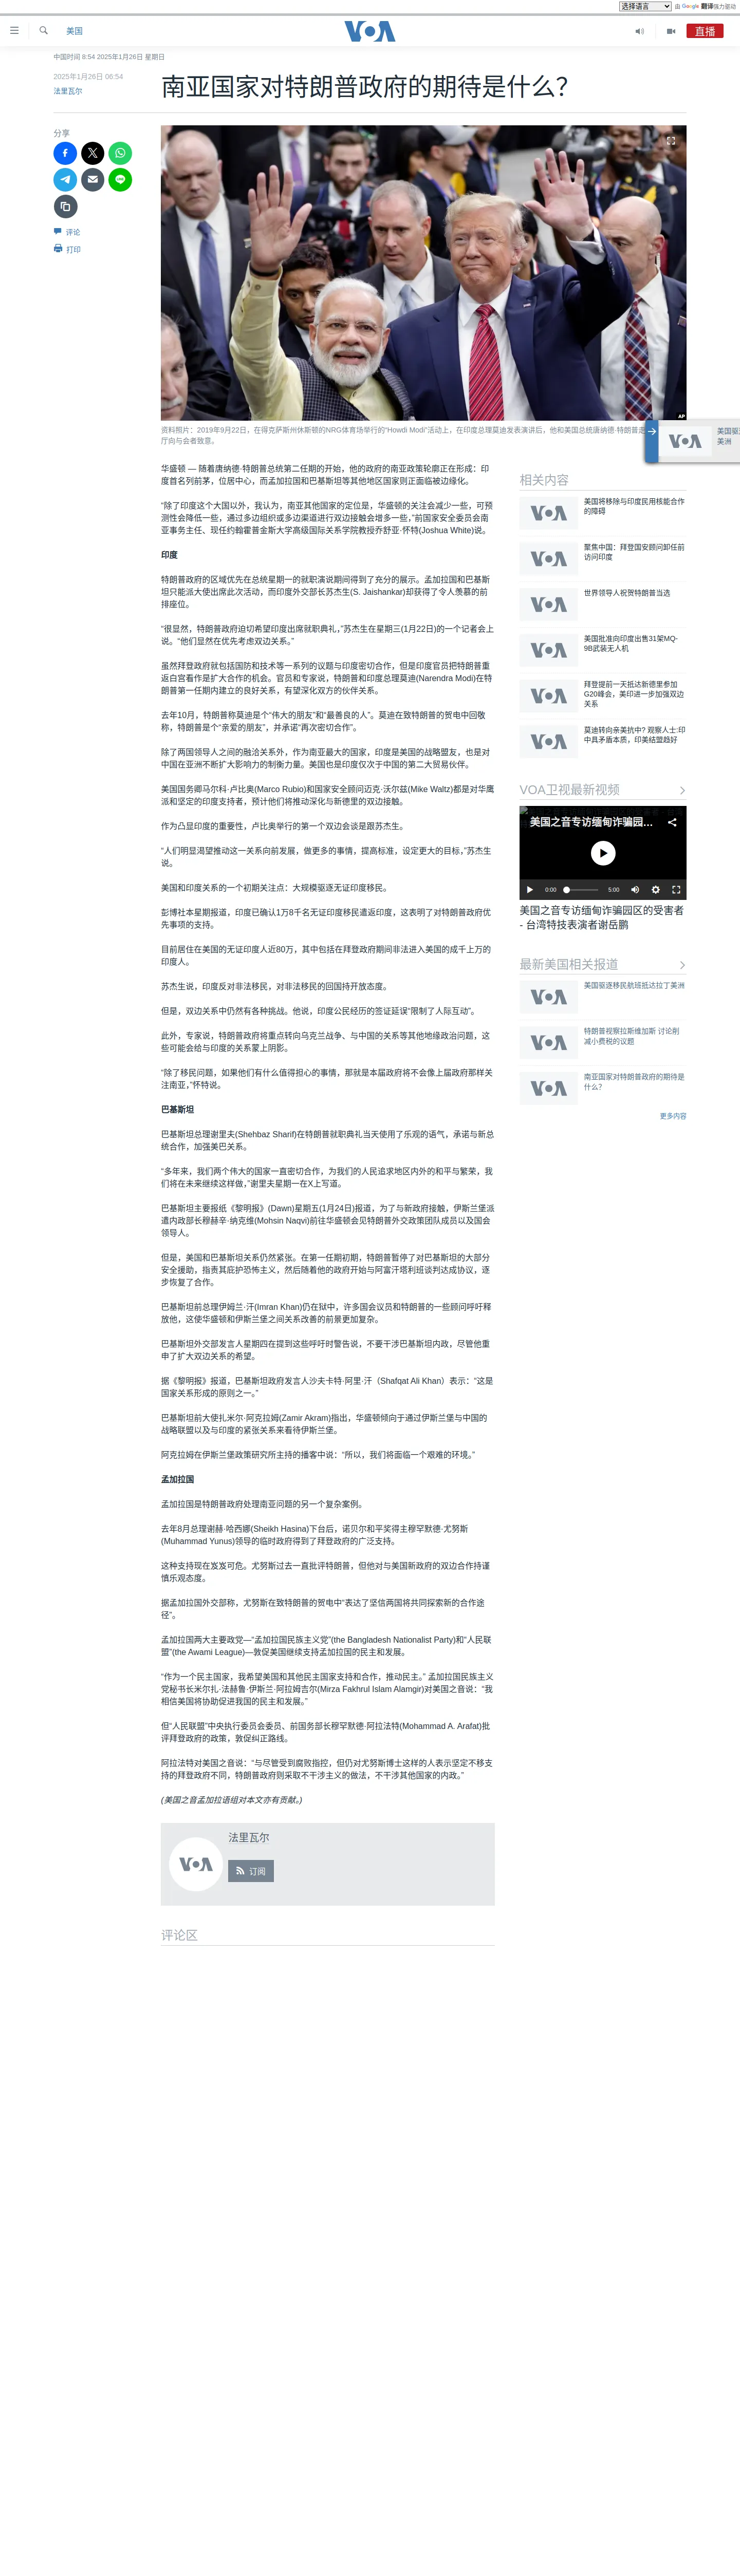 选择语言
由 Google 翻译强力驱动
美国
VOA
直播
中国时间 8:54 2025年1月26日 星期日
2025年1月26日 06:54
法里瓦尔
南亚国家对特朗普政府的期待是什么？
分享
评论
打印
AP
资料照片：2019年9月22日，在得克萨斯州休斯顿的NRG体育场举行的“Howdi Modi”活动上，在印度总理莫迪发表演讲后，他和美国总统唐纳德·特朗普逐
厅向与会者致意。
VOA
美国驱
美洲
华盛顿 — 随着唐纳德·特朗普总统第二任期的开始，他的政府的南亚政策轮廓正在形成：印
度首名列前茅，位居中心，而孟加拉国和巴基斯坦等其他地区国家则正面临被边缘化。
“除了印度这个大国以外，我认为，南亚其他国家的定位是，华盛顿的关注会减少一些，可预
测性会降低一些，通过多边组织或多边渠道进行双边接触会增多一些，”前国家安全委员会南
亚事务主任、现任约翰霍普金斯大学高级国际关系学院教授乔舒亚·怀特(Joshua White)说。
印度
特朗普政府的区域优先在总统星期一的就职演说期间得到了充分的展示。孟加拉国和巴基斯
坦只能派大使出席此次活动，而印度外交部长苏杰生(S. Jaishankar)却获得了令人羡慕的前
排座位。
“很显然，特朗普政府迫切希望印度出席就职典礼，”苏杰生在星期三(1月22日)的一个记者会上
说。“他们显然在优先考虑双边关系。”
虽然拜登政府就包括国防和技术等一系列的议题与印度密切合作，但是印度官员把特朗普重
返白宫看作是扩大合作的机会。官员和专家说，特朗普和印度总理莫迪(Narendra Modi)在特
朗普第一任期内建立的良好关系，有望深化双方的伙伴关系。
去年10月，特朗普称莫迪是个“伟大的朋友”和“最善良的人”。莫迪在致特朗普的贺电中回敬
称，特朗普是个“亲爱的朋友”，并承诺“再次密切合作”。
除了两国领导人之间的融洽关系外，作为南亚最大的国家，印度是美国的战略盟友，也是对
中国在亚洲不断扩大影响力的制衡力量。美国也是印度仅次于中国的第二大贸易伙伴。
美国国务卿马尔科·卢比奥(Marco Rubio)和国家安全顾问迈克·沃尔兹(Mike Waltz)都是对华鹰
派和坚定的印度支持者，预计他们将推动深化与新德里的双边接触。
作为凸显印度的重要性，卢比奥举行的第一个双边会谈是跟苏杰生。
“人们明显渴望推动这一关系向前发展，做更多的事情，提高标准，设定更大的目标，”苏杰生
说。
美国和印度关系的一个初期关注点：大规模驱逐无证印度移民。
彭博社本星期报道，印度已确认1万8千名无证印度移民遣返印度，这表明了对特朗普政府优
先事项的支持。
目前居住在美国的无证印度人近80万，其中包括在拜登政府期间非法进入美国的成千上万的
印度人。
苏杰生说，印度反对非法移民，对非法移民的回国持开放态度。
但是，双边关系中仍然有各种挑战。他说，印度公民经历的签证延误“限制了人际互动”。
此外，专家说，特朗普政府将重点转向乌克兰战争、与中国的关系等其他地缘政治问题，这
些可能会给与印度的关系蒙上阴影。
“除了移民问题，如果他们有什么值得担心的事情，那就是本届政府将不会像上届政府那样关
注南亚，”怀特说。
巴基斯坦
巴基斯坦总理谢里夫(Shehbaz Sharif)在特朗普就职典礼当天使用了乐观的语气，承诺与新总
统合作，加强美巴关系。
“多年来，我们两个伟大的国家一直密切合作，为我们的人民追求地区内外的和平与繁荣，我
们将在未来继续这样做，”谢里夫星期一在X上写道。
巴基斯坦主要报纸《黎明报》(Dawn)星期五(1月24日)报道，为了与新政府接触，伊斯兰堡派
遣内政部长穆赫辛·纳克维(Mohsin Naqvi)前往华盛顿会见特朗普外交政策团队成员以及国会
领导人。
但是，美国和巴基斯坦关系仍然紧张。在第一任期初期，特朗普暂停了对巴基斯坦的大部分
安全援助，指责其庇护恐怖主义，然后随着他的政府开始与阿富汗塔利班谈判达成协议，逐
步恢复了合作。
巴基斯坦前总理伊姆兰·汗(Imran Khan)仍在狱中，许多国会议员和特朗普的一些顾问呼吁释
放他，这使华盛顿和伊斯兰堡之间关系改善的前景更加复杂。
巴基斯坦外交部发言人星期四在提到这些呼吁时警告说，不要干涉巴基斯坦内政，尽管他重
申了扩大双边关系的希望。
据《黎明报》报道，巴基斯坦政府发言人沙夫卡特·阿里·汗（Shafqat Ali Khan）表示：“这是
国家关系形成的原则之一。”
巴基斯坦前大使扎米尔·阿克拉姆(Zamir Akram)指出，华盛顿倾向于通过伊斯兰堡与中国的
战略联盟以及与印度的紧张关系来看待伊斯兰堡。
阿克拉姆在伊斯兰堡政策研究所主持的播客中说：“所以，我们将面临一个艰难的环境。”
孟加拉国
孟加拉国是特朗普政府处理南亚问题的另一个复杂案例。
去年8月总理谢赫·哈西娜(Sheikh Hasina)下台后，诺贝尔和平奖得主穆罕默德·尤努斯
(Muhammad Yunus)领导的临时政府得到了拜登政府的广泛支持。
这种支持现在岌岌可危。尤努斯过去一直批评特朗普，但他对与美国新政府的双边合作持谨
慎乐观态度。
据孟加拉国外交部称，尤努斯在致特朗普的贺电中“表达了坚信两国将共同探索新的合作途
径”。
孟加拉国两大主要政党—“孟加拉国民族主义党”(the Bangladesh Nationalist Party)和“人民联
盟”(the Awami League)—敦促美国继续支持孟加拉国的民主和发展。
“作为一个民主国家，我希望美国和其他民主国家支持和合作，推动民主。” 孟加拉国民族主义
党秘书长米尔扎·法赫鲁·伊斯兰·阿拉姆吉尔(Mirza Fakhrul Islam Alamgir)对美国之音说：“我
相信美国将协助促进我国的民主和发展。”
但“人民联盟”中央执行委员会委员、前国务部长穆罕默德·阿拉法特(Mohammad A. Arafat)批
评拜登政府的政策，敦促纠正路线。
阿拉法特对美国之音说：“与尽管受到腐败指控，但仍对尤努斯博士这样的人表示坚定不移支
持的拜登政府不同，特朗普政府则采取不干涉主义的做法，不干涉其他国家的内政。”
(美国之音孟加拉语组对本文亦有贡献。)
VOA
法里瓦尔
订阅
评论区
相关内容
VOA
美国将移除与印度民用核能合作
的障碍
VOA
聚焦中国：拜登国安顾问卸任前
访问印度
VOA
世界领导人祝贺特朗普当选
VOA
美国批准向印度出售31架MQ-
9B武装无人机
VOA
拜登提前一天抵达新德里参加
G20峰会，美印进一步加强双边
关系
VOA
莫迪转向亲美抗中? 观察人士:印
中具矛盾本质，印美结盟趋好
VOA卫视最新视频
美国之音专访缅甸诈骗园...
0:00
5:00
美国之音专访缅甸诈骗园区的受害者
- 台湾特技表演者谢岳鹏
最新美国相关报道
VOA
美国驱逐移民航班抵达拉丁美洲
VOA
特朗普视察拉斯维加斯 讨论削
减小费税的议题
VOA
南亚国家对特朗普政府的期待是
什么？
更多内容